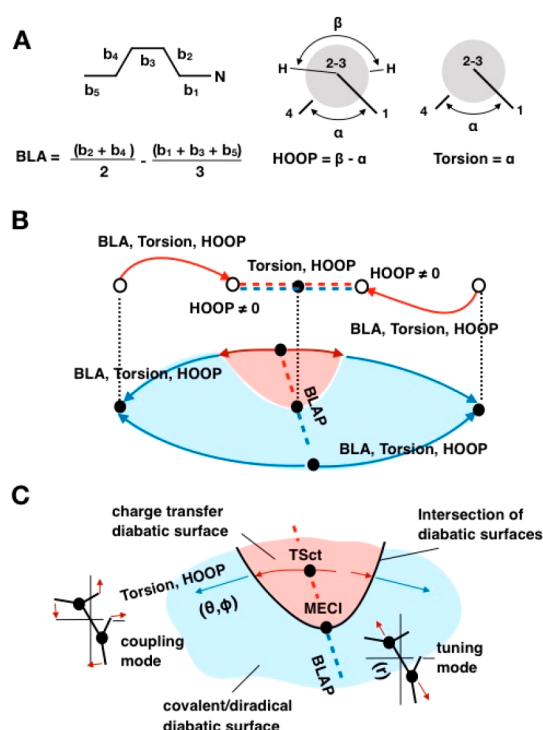 A
b4
b2
b3
N
b5
b1
BLA = (b2 + b4) / 2 - (b1 + b3 + b5) / 3
β
H
2-3
H
4
1
α
HOOP = β - α
2-3
4
1
α
Torsion = α
B
BLA, Torsion, HOOP
Torsion, HOOP
HOOP ≠ 0
HOOP ≠ 0
BLA, Torsion, HOOP
BLA, Torsion, HOOP
BLAP
BLA, Torsion, HOOP
C
charge transfer
diabatic surface
Intersection of
diabatic surfaces
TSct
Torsion, HOOP
(θ,ϕ)
MECI
coupling
mode
tuning
mode
(r)
BLAP
covalent/diradical
diabatic surface